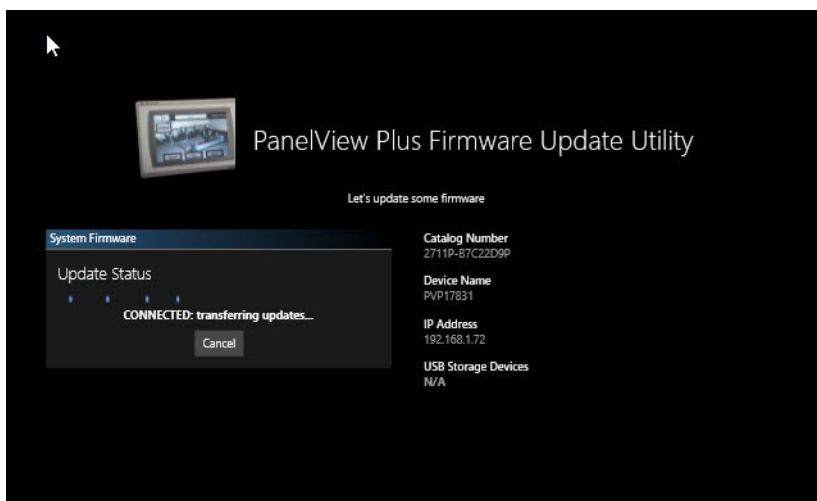 PanelView Plus Firmware Update Utility
Let's update some firmware
System Firmware
Update Status
CONNECTED: transferring updates...
Cancel
Catalog Number
2711P-B7C22D9P
Device Name
PVP17831
IP Address
192.168.1.72
USB Storage Devices
N/A